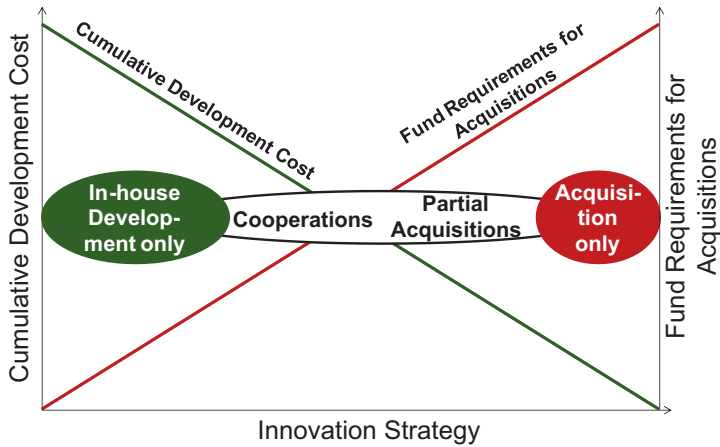 Cumulative Development Cost
Cumulative Development Cost
Fund Requirements for
Acquisitions
In-house
Develop-
ment only
Cooperations
Partial
Acquisitions
Acquisi-
tion
only
Fund Requirements for
Acquisitions
Innovation Strategy